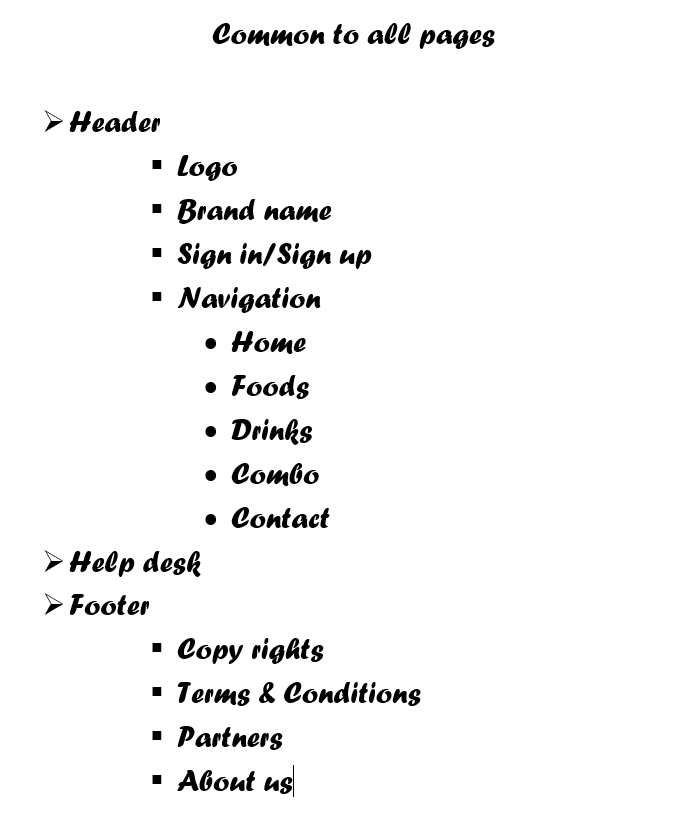 Common to all pages
Header
Logo
Brand name
Sign in/Sign up
Navigation
Home
Foods
Drinks
Combo
Contact
Help desk
Footer
Copy rights
Terms & Conditions
Partners
About us